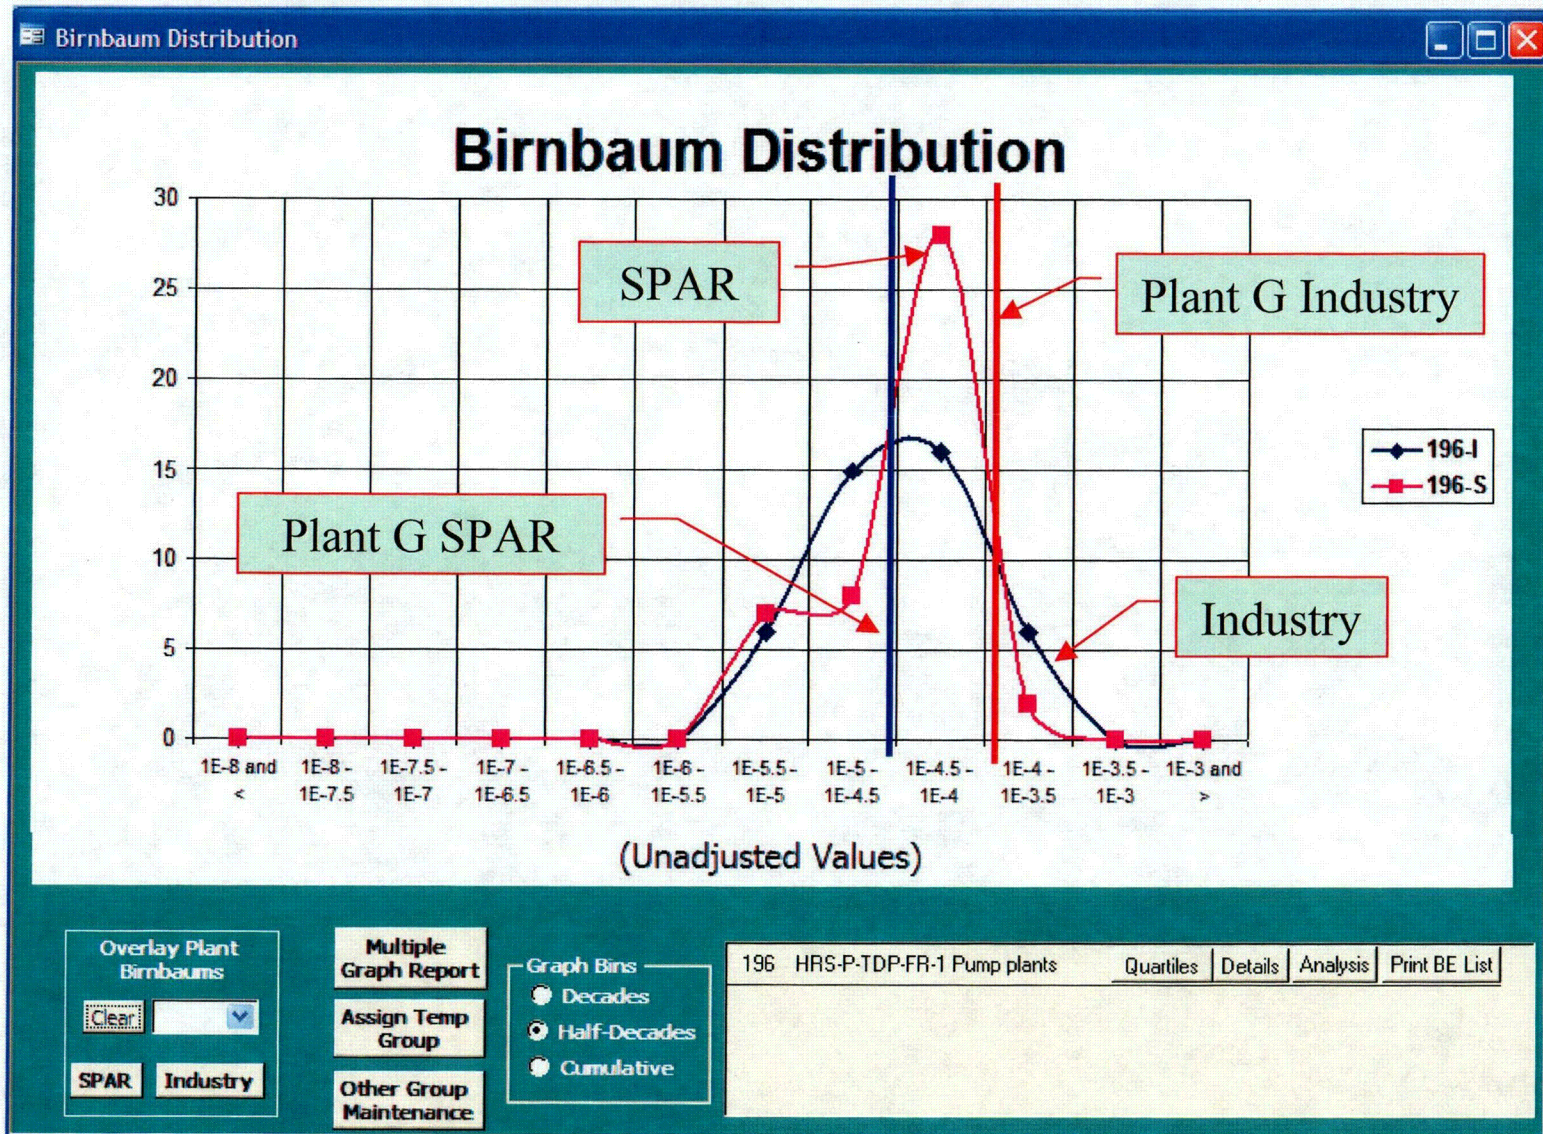 Birnbaum Distribution
Birnbaum Distribution
30
25
20
15
10
5
0
SPAR
Plant G Industry
Plant G SPAR
Industry
196-I
196-S
1E-8 and <
1E-8 - 1E-7.5
1E-7.5 - 1E-7
1E-7 - 1E-6.5
1E-6.5 - 1E-6
1E-6 - 1E-5.5
1E-5.5 - 1E-5
1E-5 - 1E-4.5
1E-4.5 - 1E-4
1E-4 - 1E-3.5
1E-3.5 - 1E-3
1E-3 and >
(Unadjusted Values)
Overlay Plant
Birnbaums
Clear
SPAR Industry
Multiple
Graph Report
Assign Temp
Group
Other Group
Maintenance
Graph Bins
Decades
Half-Decades
Cumulative
196 HRS-P-TDP-FR-1 Pump plants Quartiles Details Analysis Print BE List